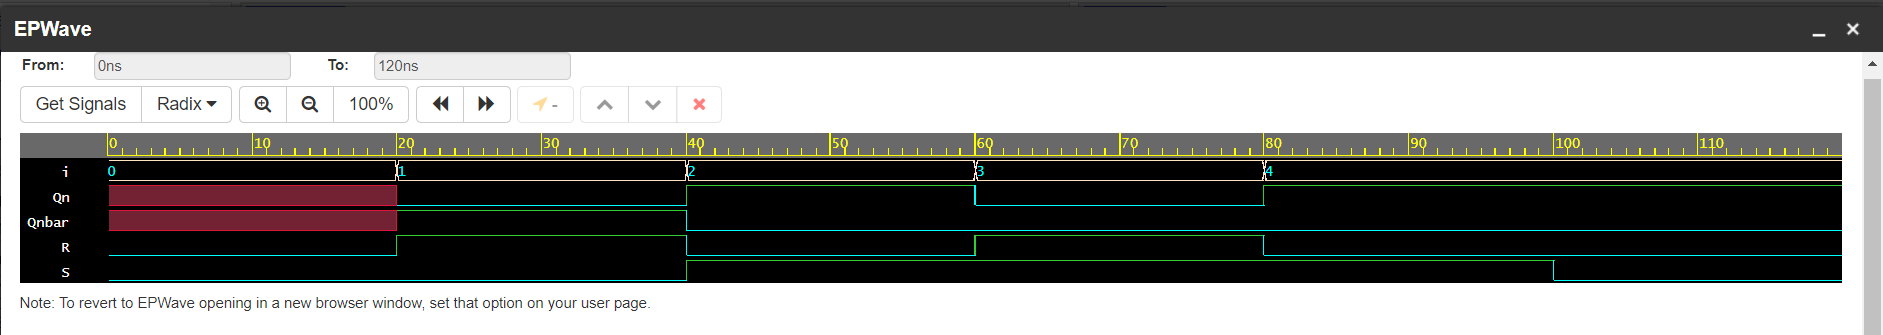 EPWave
From: 0ns To: 120ns
Get Signals Radix 100% -
0 10 20 30 40 50 60 70 80 90 100 110
i 0 1 2 3 4
Qn
Qnbar
R
S
Note: To revert to EPWave opening in a new browser window, set that option on your user page.